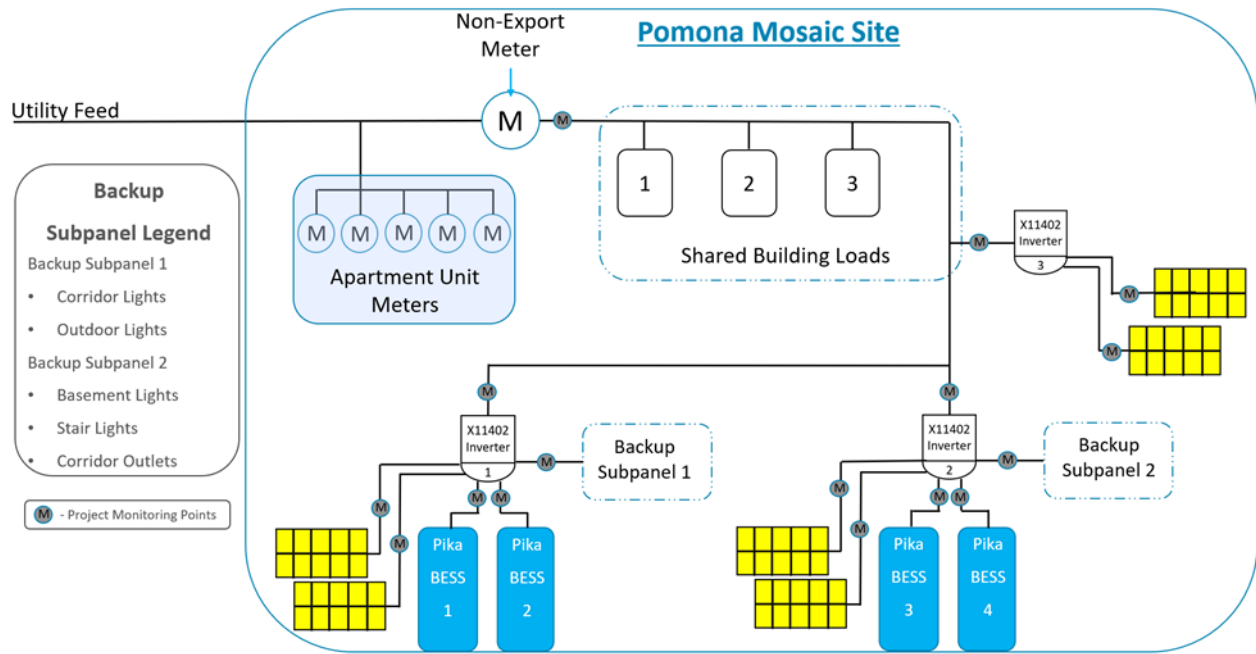 Pomona Mosaic Site
Non-Export
Meter
Utility Feed
M
M
1
2
3
Shared Building Loads
M
M
M
M
M
Apartment Unit
Meters
Backup
Subpanel Legend
Backup Subpanel 1
• Corridor Lights
• Outdoor Lights
Backup Subpanel 2
• Basement Lights
• Stair Lights
• Corridor Outlets
M - Project Monitoring Points
M
X11402
Inverter
3
M
M
M
X11402
Inverter
1
M
Backup
Subpanel 1
M
M
M
M
Pika
BESS
1
Pika
BESS
2
M
X11402
Inverter
2
M
Backup
Subpanel 2
M
M
M
M
Pika
BESS
3
Pika
BESS
4